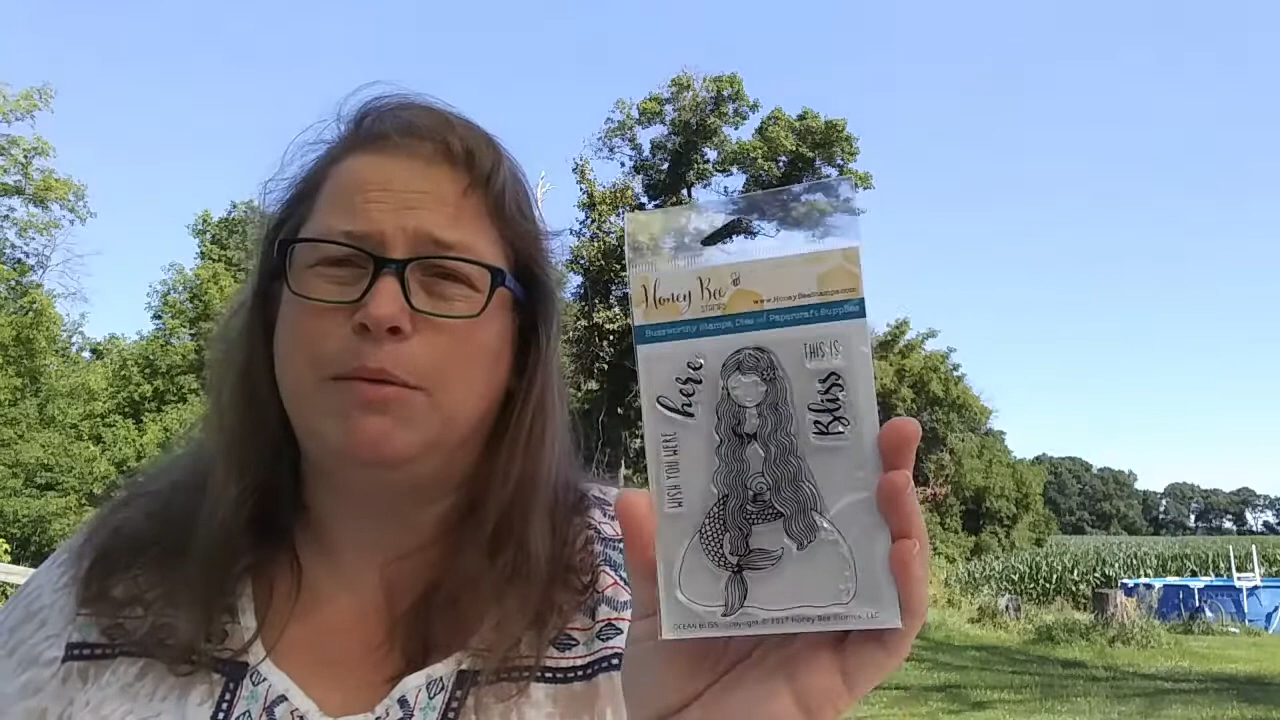 Honey Bee
STAMPS
www.HoneyBeeStamps.com
Buzzworthy Stamps, Dies and Papercraft Supplies
THIS IS
Bliss
WISH YOU WERE
here
OCEAN BLISS Copyright © 2017 Honey Bee Stamps, LLC